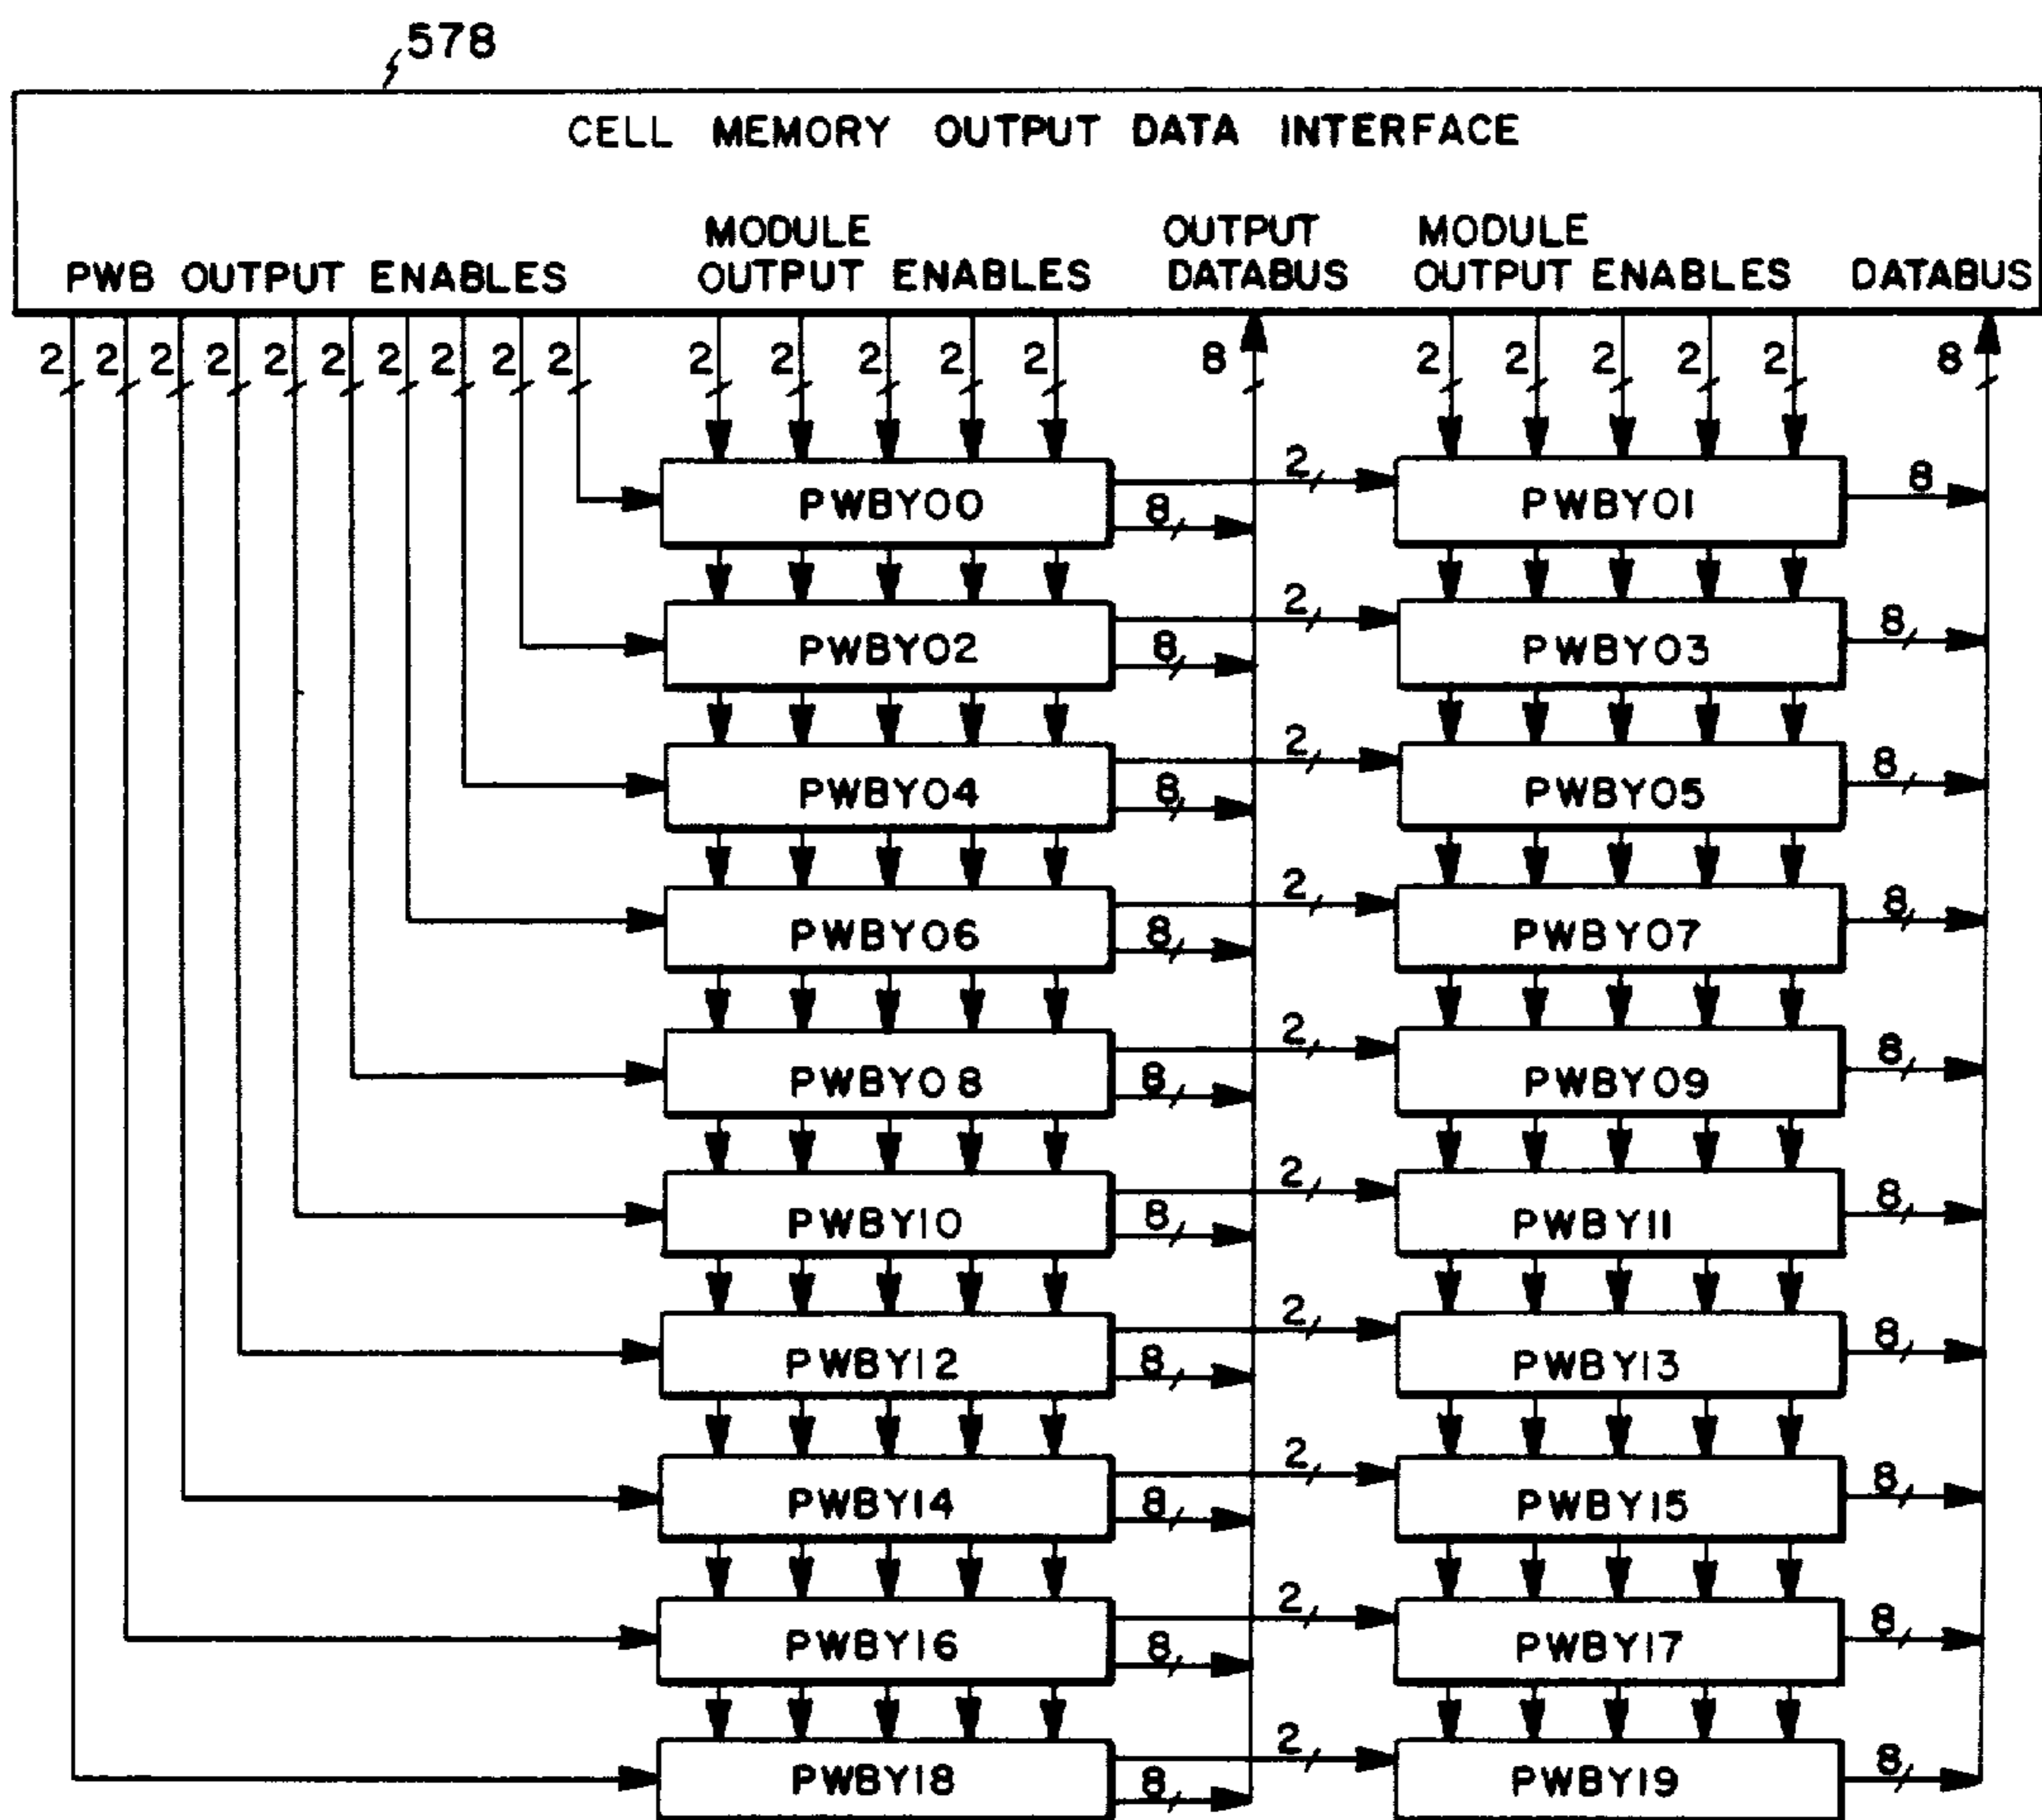 578
CELL MEMORY OUTPUT DATA INTERFACE
MODULE OUTPUT MODULE
PWB OUTPUT ENABLES OUTPUT ENABLES DATABUS OUTPUT ENABLES DATABUS
2 2 2 2 2 2 2 2 2 2 2 2 2 2 2 8 2 2 2 2 2 8
PWBY00 8 2 PWBY01 8
PWBY02 8 2 PWBY03 8
PWBY04 8 2 PWBY05 8
PWBY06 8 2 PWBY07 8
PWBY08 8 2 PWBY09 8
PWBY10 8 2 PWBY11 8
PWBY12 8 2 PWBY13 8
PWBY14 8 2 PWBY15 8
PWBY16 8 2 PWBY17 8
PWBY18 8 2 PWBY19 8